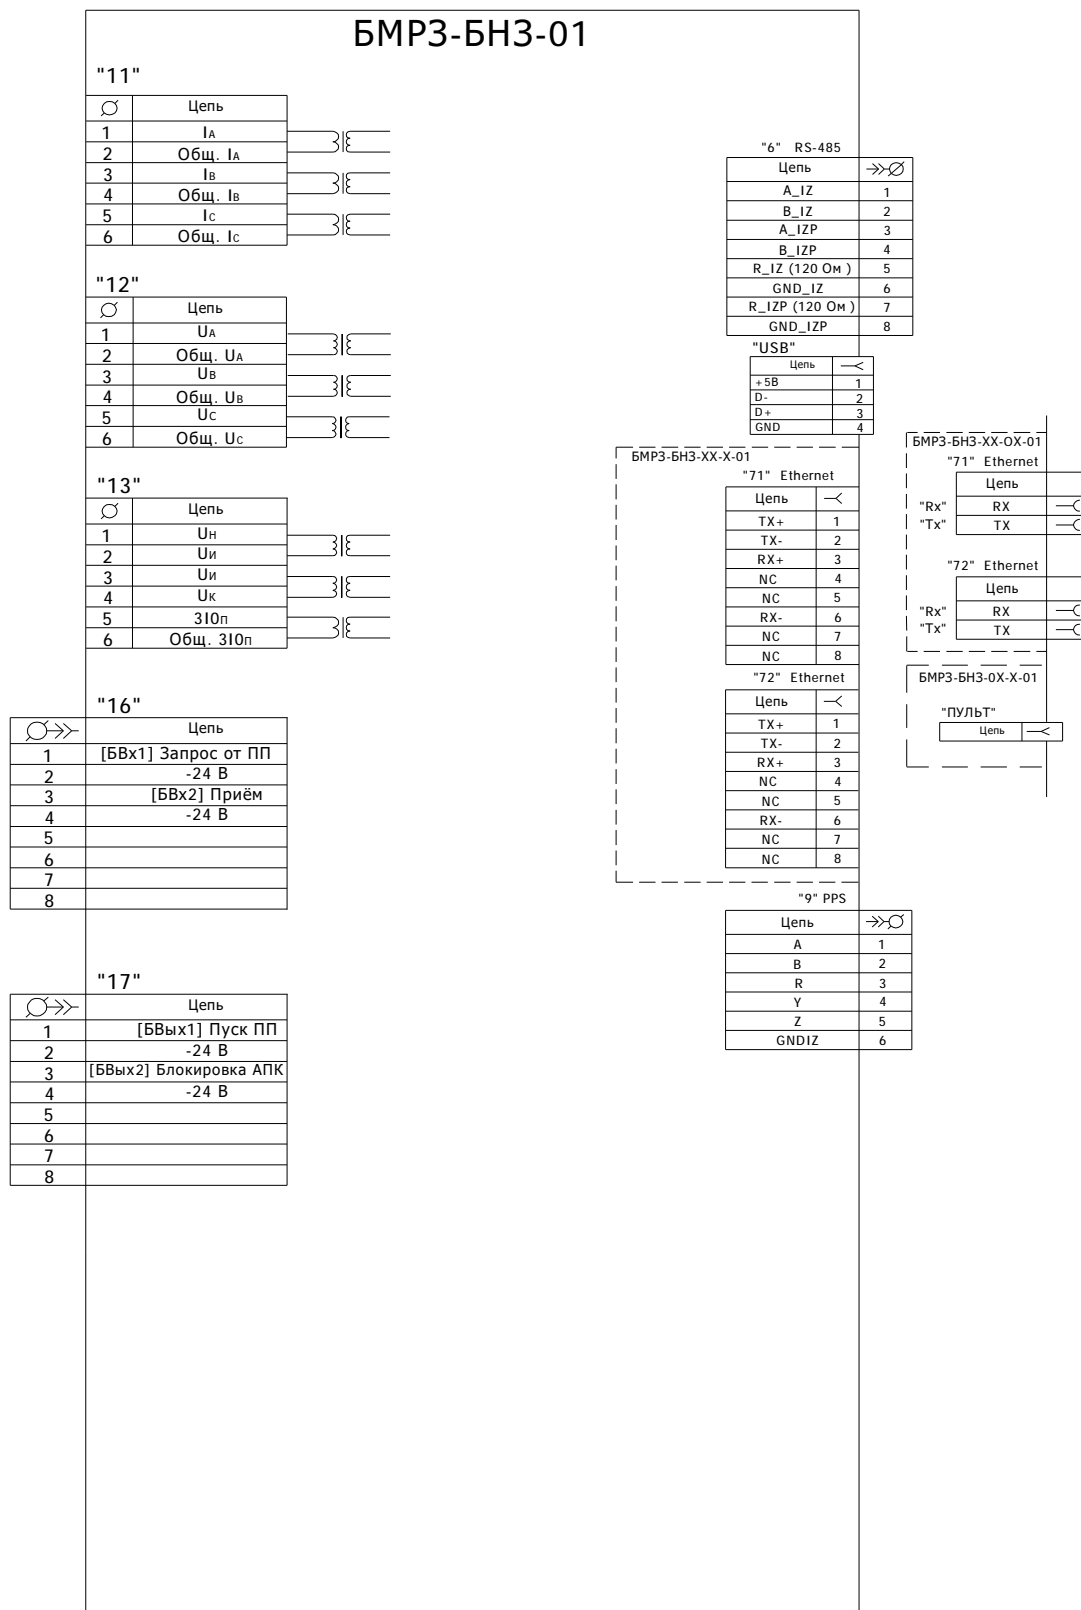 БМРЗ-БНЗ-01
"11"
Цепь
1 IA
2 Общ. IA
3 IB
4 Общ. IB
5 IC
6 Общ. IC
"12"
Цепь
1 UA
2 Общ. UA
3 UB
4 Общ. UB
5 UC
6 Общ. UC
"13"
Цепь
1 UН
2 UИ
3 UИ
4 UК
5 3I0п
6 Общ. 3I0п
"16"
Цепь
1 [БВх1] Запрос от ПП
2 -24 В
3 [БВх2] Приём
4 -24 В
5
6
7
8
"17"
Цепь
1 [БВых1] Пуск ПП
2 -24 В
3 [БВых2] Блокировка АПК
4 -24 В
5
6
7
8
"6" RS-485
Цепь
A_IZ 1
B_IZ 2
A_IZP 3
B_IZP 4
R_IZ (120 Ом ) 5
GND_IZ 6
R_IZP (120 Ом ) 7
GND_IZP 8
"USB"
Цепь
+5В 1
D- 2
D+ 3
GND 4
БМРЗ-БНЗ-ХХ-Х-01
"71" Ethernet
Цепь
TX+ 1
TX- 2
RX+ 3
NC 4
NC 5
RX- 6
NC 7
NC 8
"72" Ethernet
Цепь
TX+ 1
TX- 2
RX+ 3
NC 4
NC 5
RX- 6
NC 7
NC 8
"9" PPS
Цепь
A 1
B 2
R 3
Y 4
Z 5
GNDIZ 6
БМРЗ-БНЗ-ХХ-ОХ-01
"71" Ethernet
Цепь
"Rx" RX
"Tx" TX
"72" Ethernet
Цепь
"Rx" RX
"Tx" TX
БМРЗ-БНЗ-0Х-Х-01
"ПУЛЬТ"
Цепь